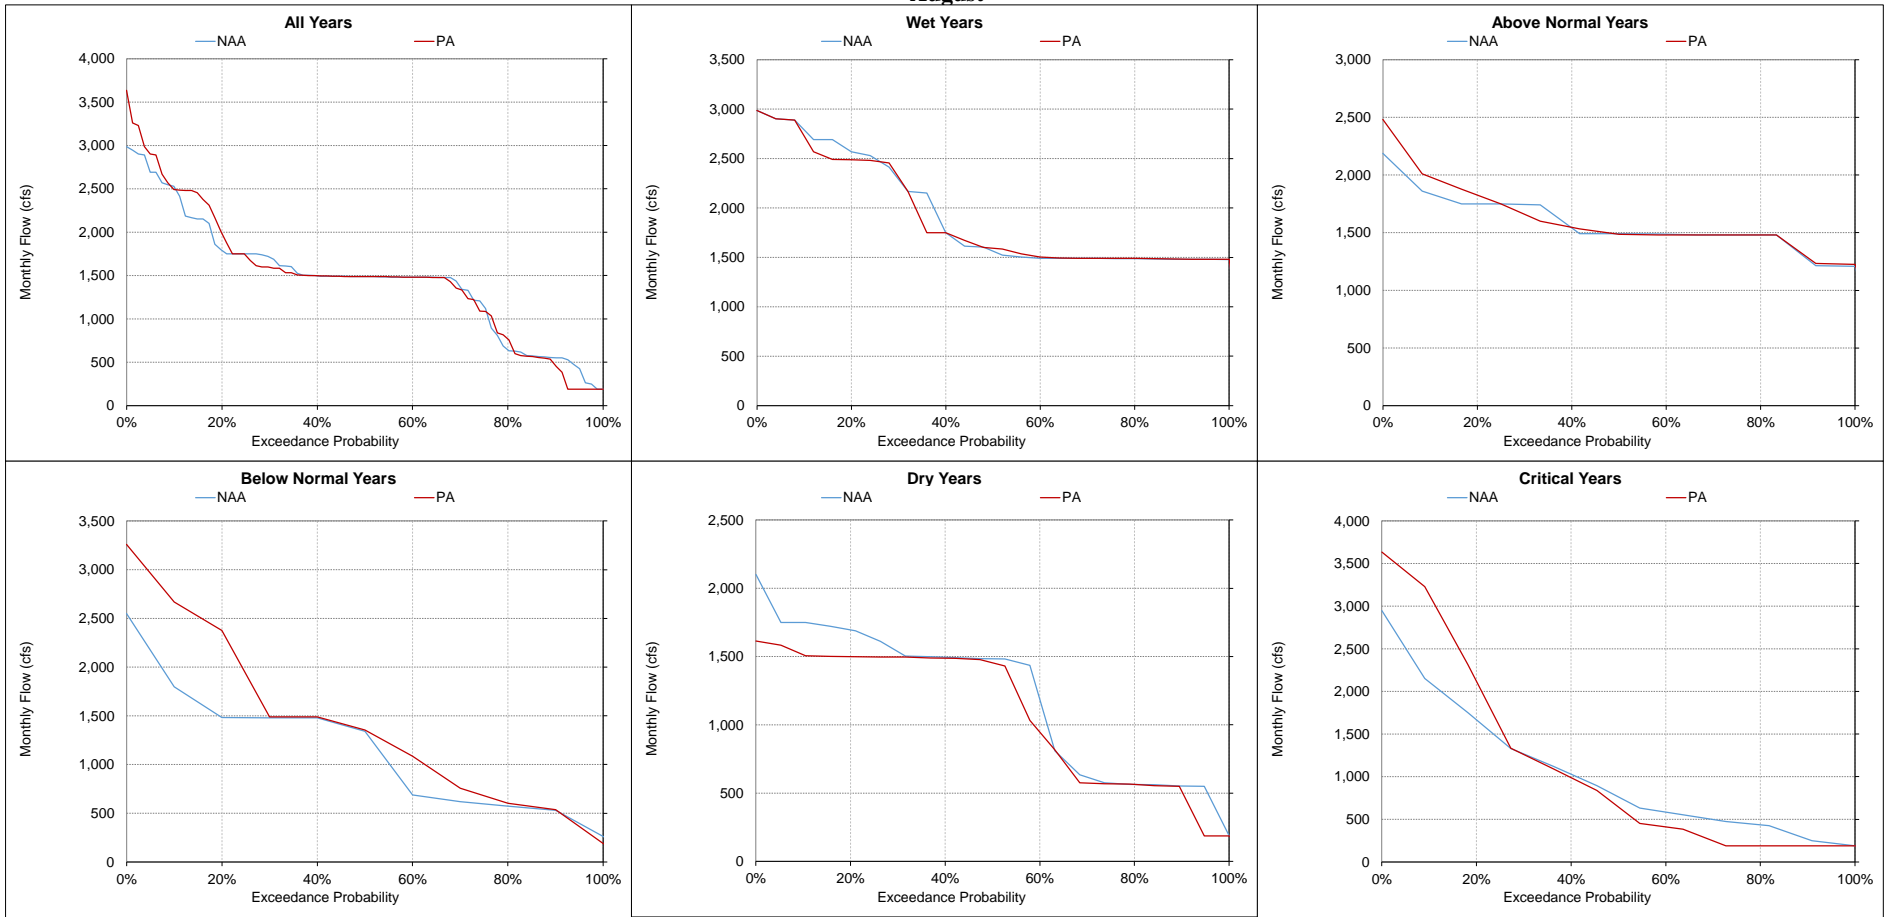 August
All Years
NAA PA
4,000
3,500
3,000
2,500
2,000
1,500
1,000
500
0
Monthly Flow (cfs)
0% 20% 40% 60% 80% 100%
Exceedance Probability
Wet Years
NAA PA
3,500
3,000
2,500
2,000
1,500
1,000
500
0
Monthly Flow (cfs)
0% 20% 40% 60% 80% 100%
Exceedance Probability
Above Normal Years
NAA PA
3,000
2,500
2,000
1,500
1,000
500
0
Monthly Flow (cfs)
0% 20% 40% 60% 80% 100%
Exceedance Probability
Below Normal Years
NAA PA
3,500
3,000
2,500
2,000
1,500
1,000
500
0
Monthly Flow (cfs)
0% 20% 40% 60% 80% 100%
Exceedance Probability
Dry Years
NAA PA
2,500
2,000
1,500
1,000
500
0
Monthly Flow (cfs)
0% 20% 40% 60% 80% 100%
Exceedance Probability
Critical Years
NAA PA
4,000
3,500
3,000
2,500
2,000
1,500
1,000
500
0
Monthly Flow (cfs)
0% 20% 40% 60% 80% 100%
Exceedance Probability